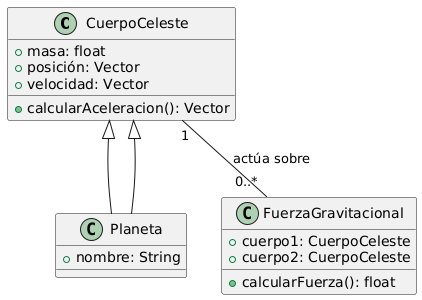 C CuerpoCeleste
masa: float
posición: Vector
velocidad: Vector
calcularAceleracion(): Vector
1
actúa sobre
0..*
C Planeta
nombre: String
C FuerzaGravitacional
cuerpo1: CuerpoCeleste
cuerpo2: CuerpoCeleste
calcularFuerza(): float